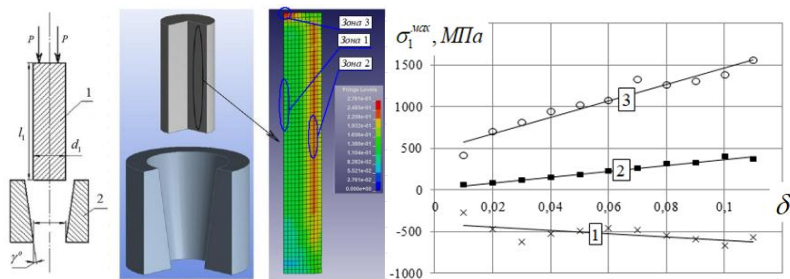 P P
1
l₁
d₁
2
γ°
Зона 3
Зона 1
Зона 2
Fringe Levels
σ₁ᵐᵃˣ, МПа
1500
1000
500
0
-500
-1000
0 0,02 0,04 0,06 0,08 0,1
δ
3
2
1